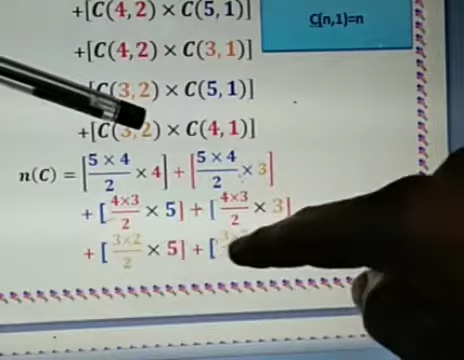 +[C(4,2) × C(5,1)]
C(n,1)=n
+[C(4,2) × C(3,1)]
[C(3,2) × C(5,1)]
+[C(3,2) × C(4,1)]
n(C) = [5 × 4/2 × 4] + [5 × 4/2 × 3]
+ [4×3/2 × 5] + [4×3/2 × 3]
+ [3×2/2 × 5] + [